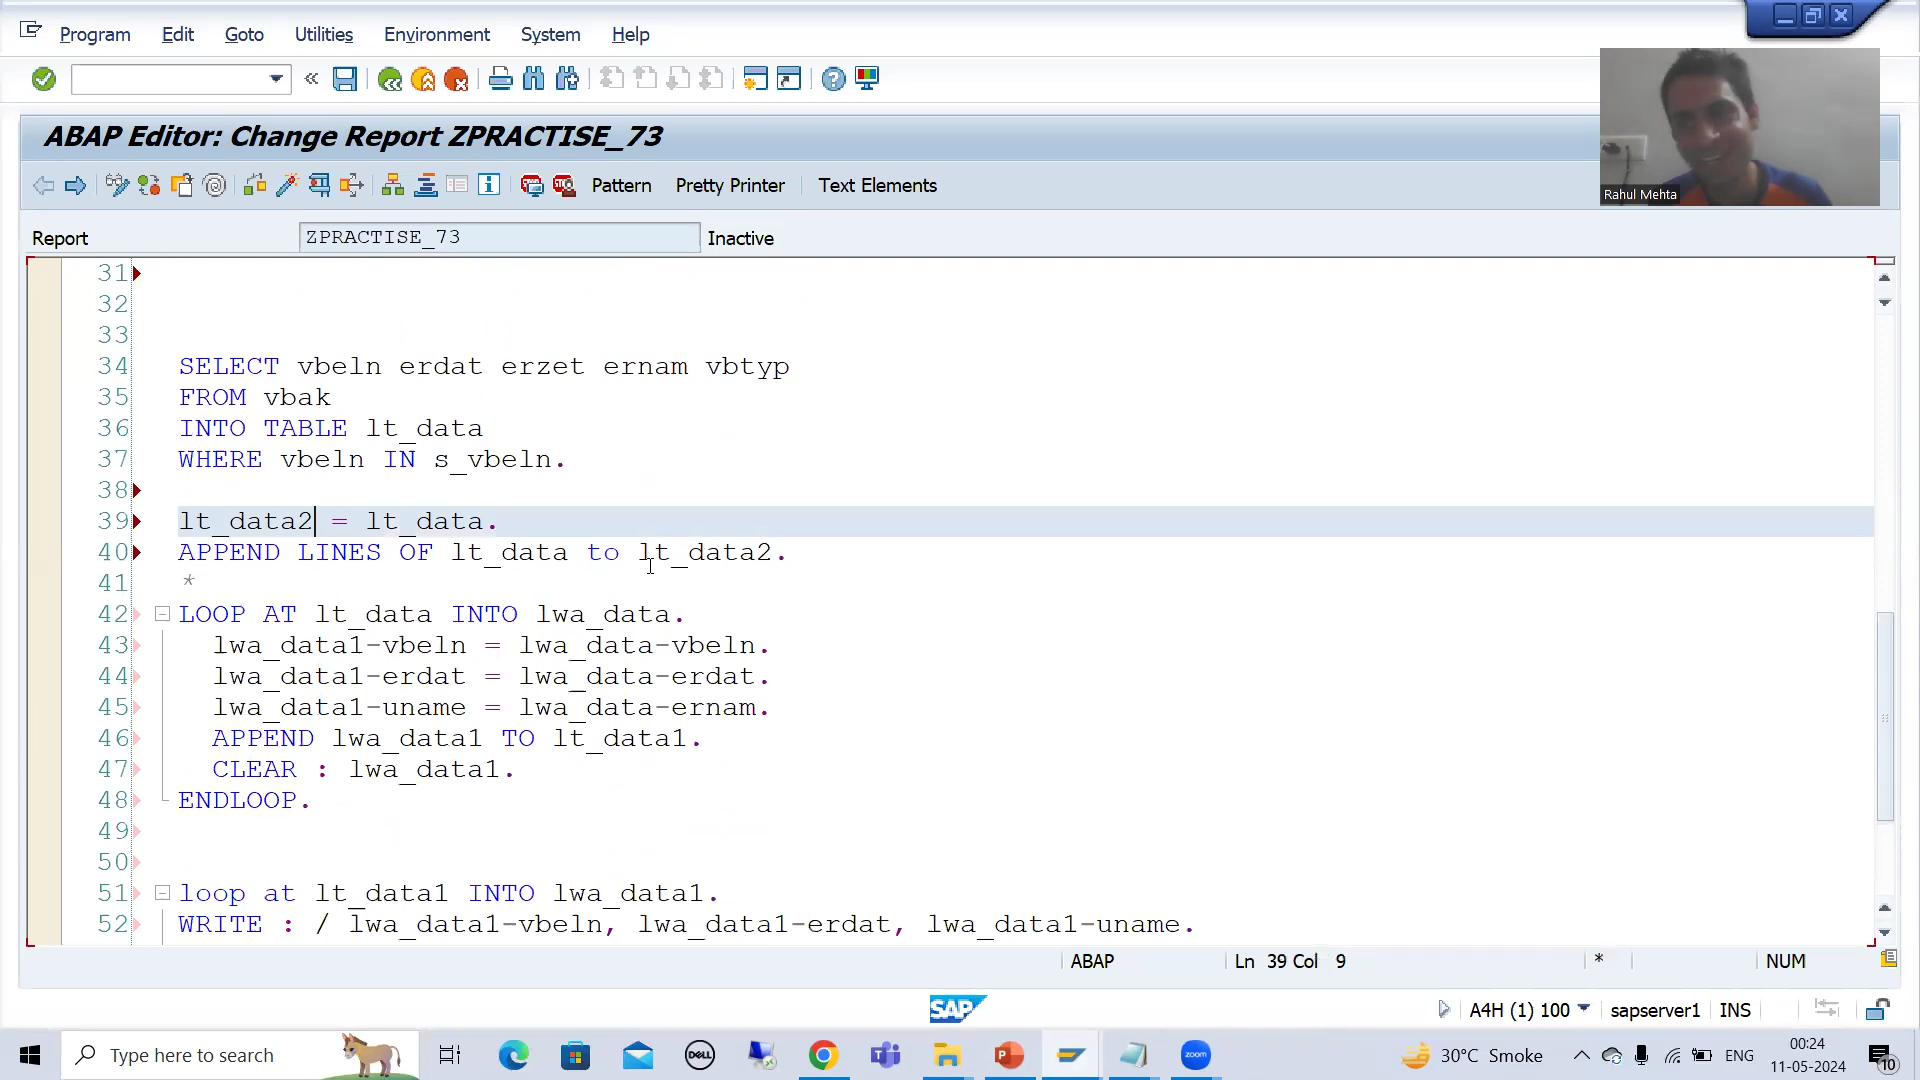 Program Edit Goto Utilities Environment System Help
Rahul Mehta
ABAP Editor: Change Report ZPRACTISE_73
Pattern Pretty Printer Text Elements
Report ZPRACTISE_73 Inactive
31
32
33
34 SELECT vbeln erdat erzet ernam vbtyp
35 FROM vbak
36 INTO TABLE lt_data
37 WHERE vbeln IN s_vbeln.
38
39 lt_data2 = lt_data.
40 APPEND LINES OF lt_data to lt_data2.
41 *
42 LOOP AT lt_data INTO lwa_data.
43 lwa_data1-vbeln = lwa_data-vbeln.
44 lwa_data1-erdat = lwa_data-erdat.
45 lwa_data1-uname = lwa_data-ernam.
46 APPEND lwa_data1 TO lt_data1.
47 CLEAR : lwa_data1.
48 ENDLOOP.
49
50
51 loop at lt_data1 INTO lwa_data1.
52 WRITE : / lwa_data1-vbeln, lwa_data1-erdat, lwa_data1-uname.
ABAP Ln 39 Col 9 * NUM
SAP A4H (1) 100 sapserver1 INS
Type here to search DELL zoom 30°C Smoke ENG 00:24
11-05-2024 10